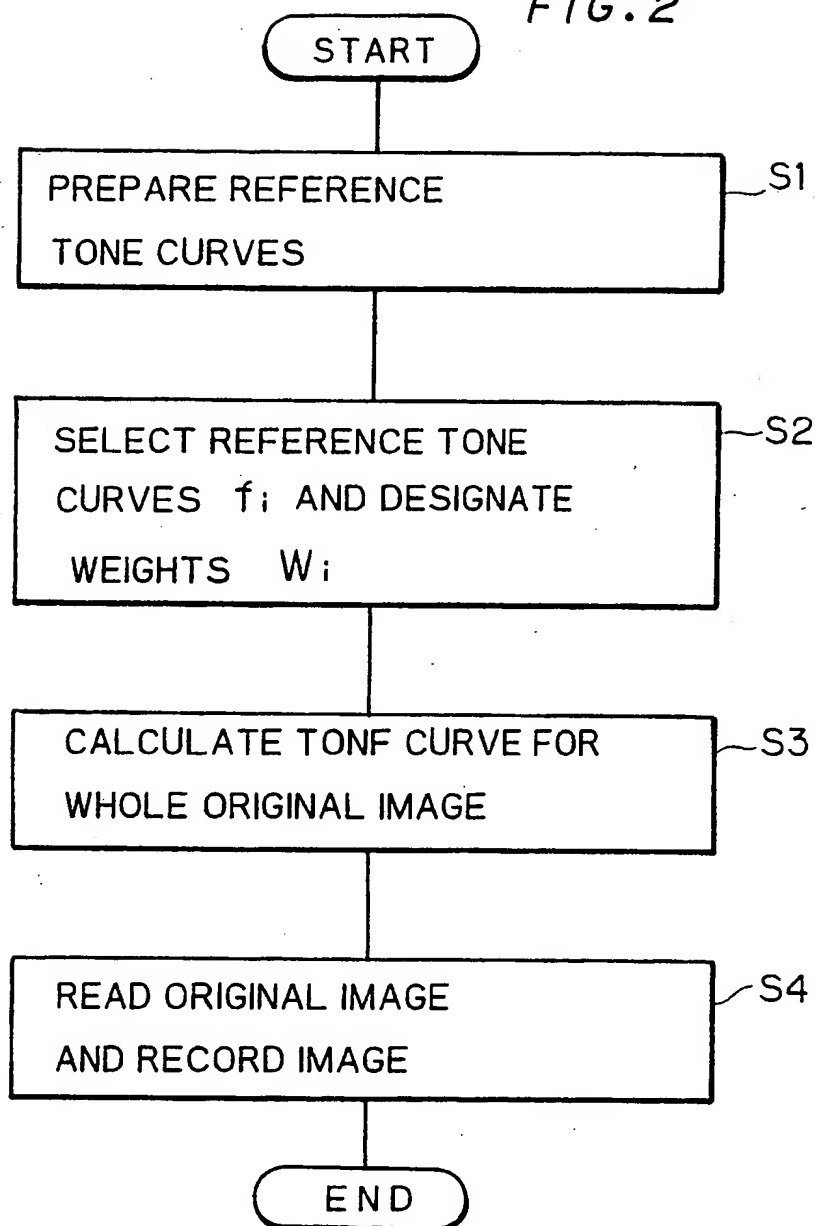 FIG.2
START
PREPARE REFERENCE
TONE CURVES
S1
SELECT REFERENCE TONE
CURVES fi AND DESIGNATE
WEIGHTS Wi
S2
CALCULATE TONF CURVE FOR
WHOLE ORIGINAL IMAGE
S3
READ ORIGINAL IMAGE
AND RECORD IMAGE
S4
END